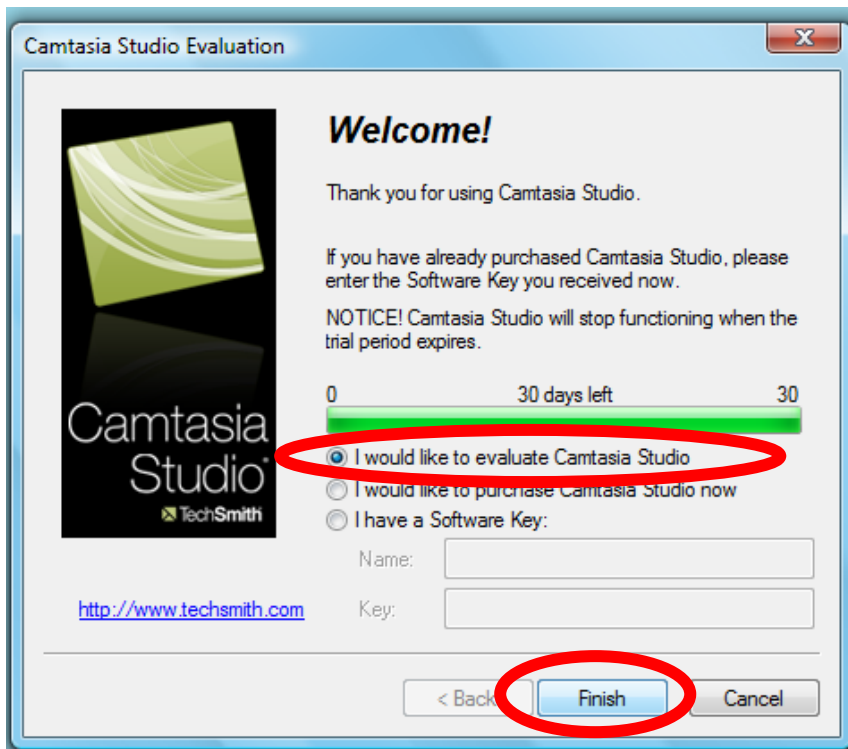 Camtasia Studio Evaluation
Welcome!
Thank you for using Camtasia Studio.
If you have already purchased Camtasia Studio, please
enter the Software Key you received now.
NOTICE! Camtasia Studio will stop functioning when the
trial period expires.
0 30 days left 30
I would like to evaluate Camtasia Studio
I would like to purchase Camtasia Studio now
I have a Software Key:
Name:
Key:
Camtasia
Studio
TechSmith
http://www.techsmith.com
< Back Finish Cancel